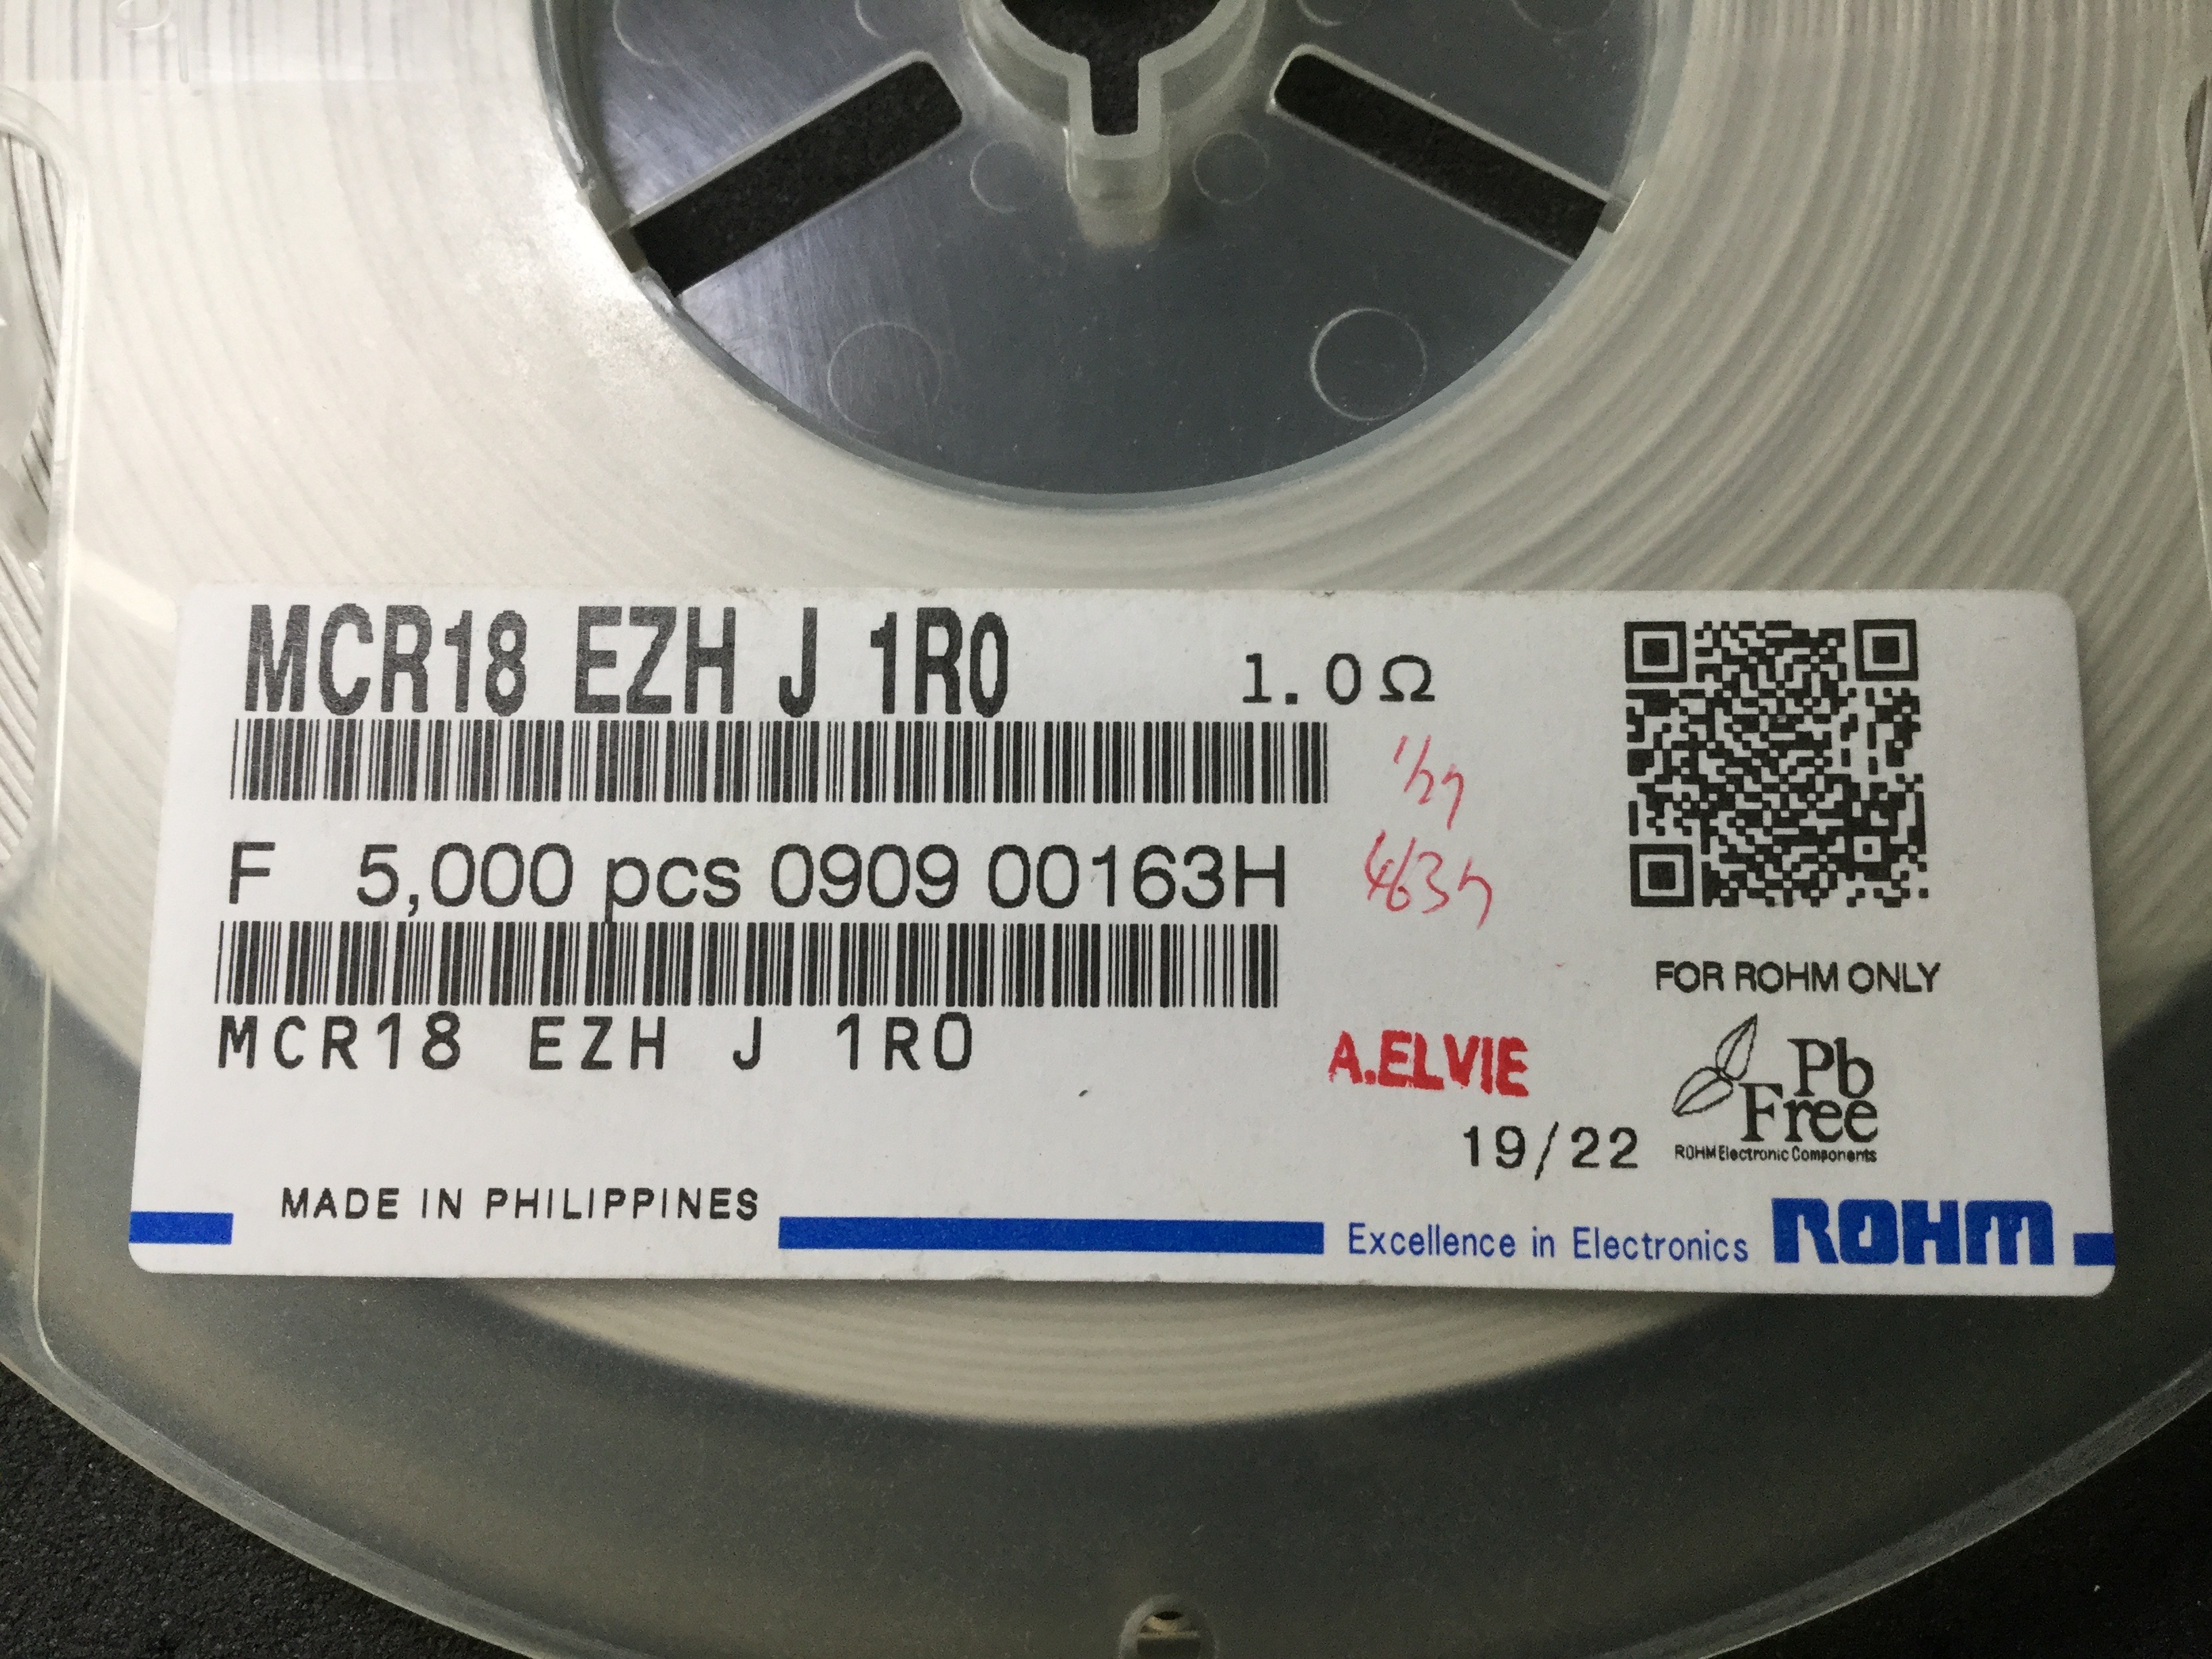 MCR18 EZH J 1R0 1.0Ω
F 5,000 pcs 0909 00163H
FOR ROHM ONLY
MCR18 EZH J 1R0
A.ELVIE
Pb
Free
ROHM Electronic Components
19/22
MADE IN PHILIPPINES
Excellence in Electronics ROHM